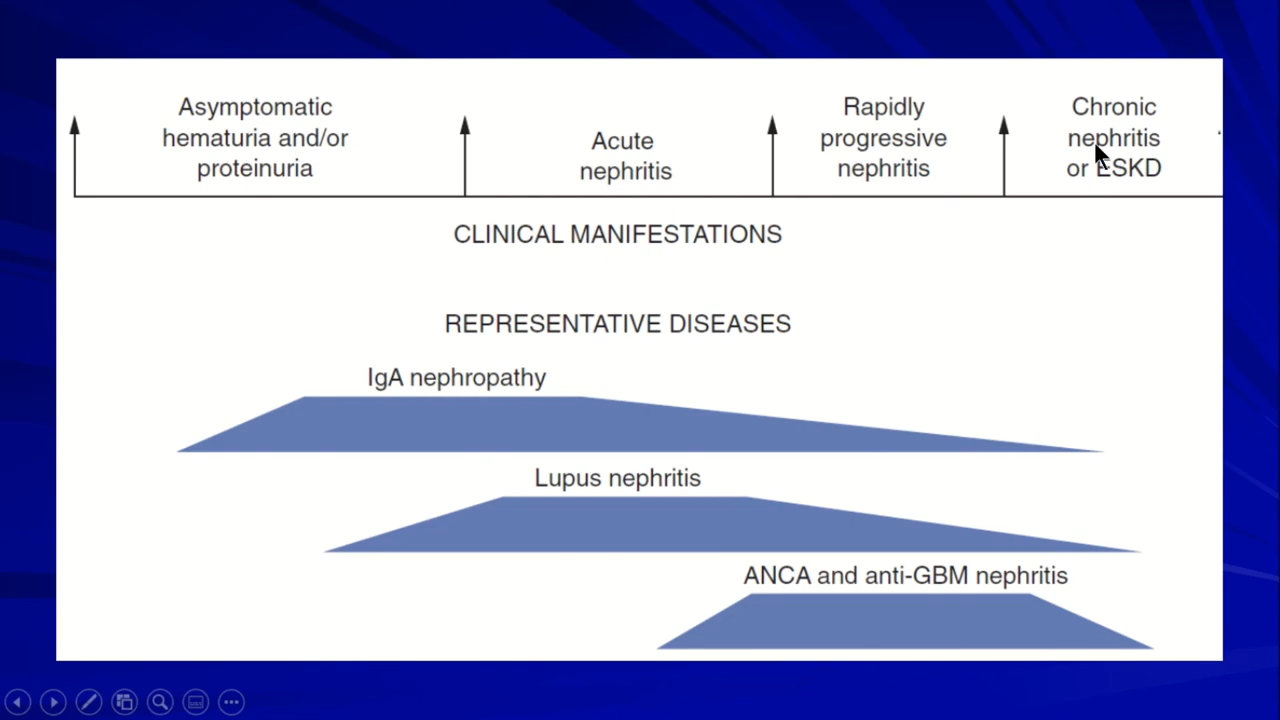 Asymptomatic
hematuria and/or
proteinuria
Acute
nephritis
Rapidly
progressive
nephritis
Chronic
nephritis
or ESKD
CLINICAL MANIFESTATIONS
REPRESENTATIVE DISEASES
IgA nephropathy
Lupus nephritis
ANCA and anti-GBM nephritis